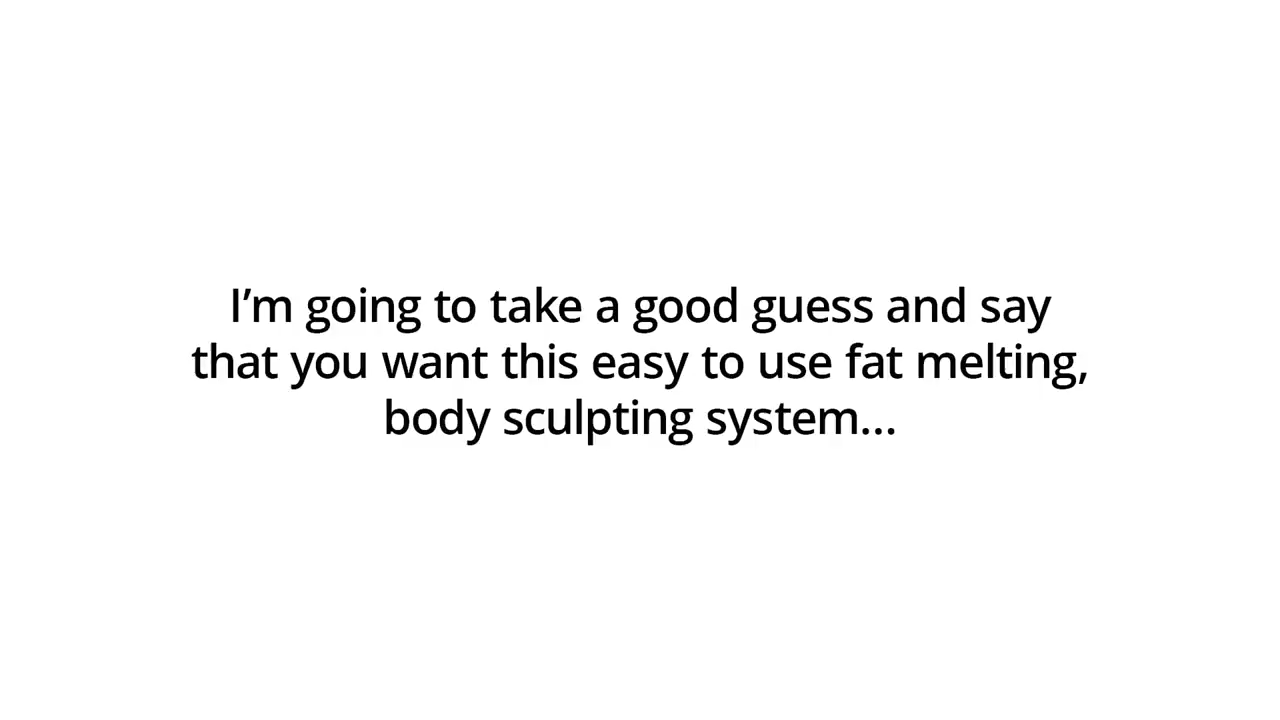 I’m going to take a good guess and say
that you want this easy to use fat melting,
body sculpting system...